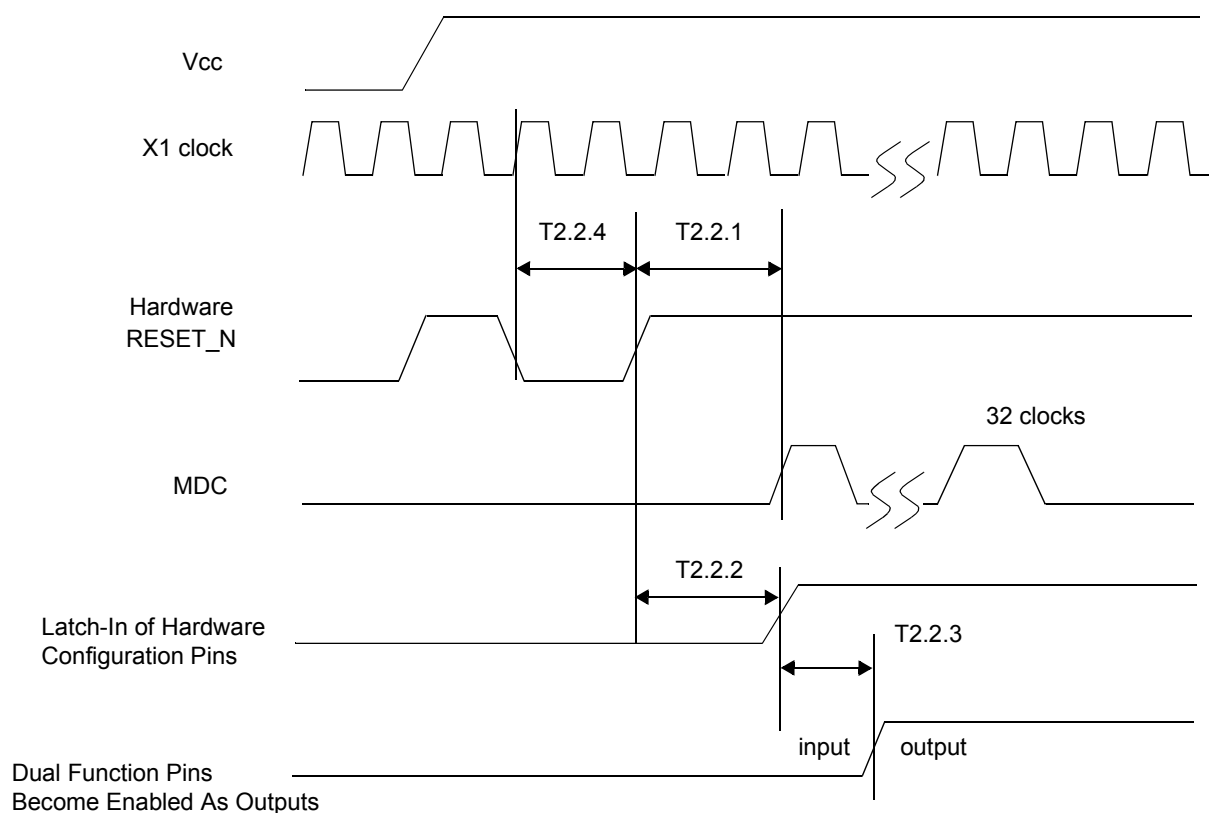 Vcc
X1 clock
T2.2.4
T2.2.1
Hardware
RESET_N
32 clocks
MDC
T2.2.2
Latch-In of Hardware
Configuration Pins
T2.2.3
input
output
Dual Function Pins
Become Enabled As Outputs